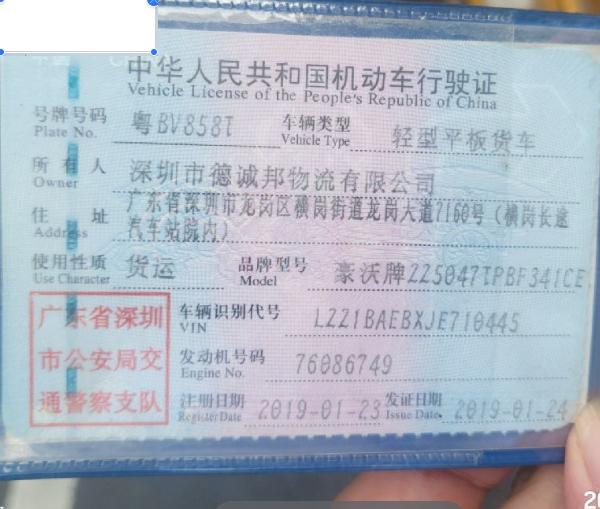 中华人民共和国机动车行驶证
Vehicle License of the People's Republic of China
号牌号码 粤BV858T 车辆类型 轻型平板货车
Plate No. Vehicle Type
所有人 深圳市德诚邦物流有限公司
Owner
住址 广东省深圳市龙岗区横岗街道龙岗大道7160号（横岗长途
Address 汽车站院内）
使用性质 货运 品牌型号 豪沃牌ZZ5047TPBF341CE
Use Character Model
广东省深圳 车辆识别代号 LZZ1BAEBXJE710445
VIN
市公安局交 发动机号码 76086749
Engine No.
通警察支队 注册日期 2019-01-23 发证日期 2019-01-24
Register Date Issue Date
20